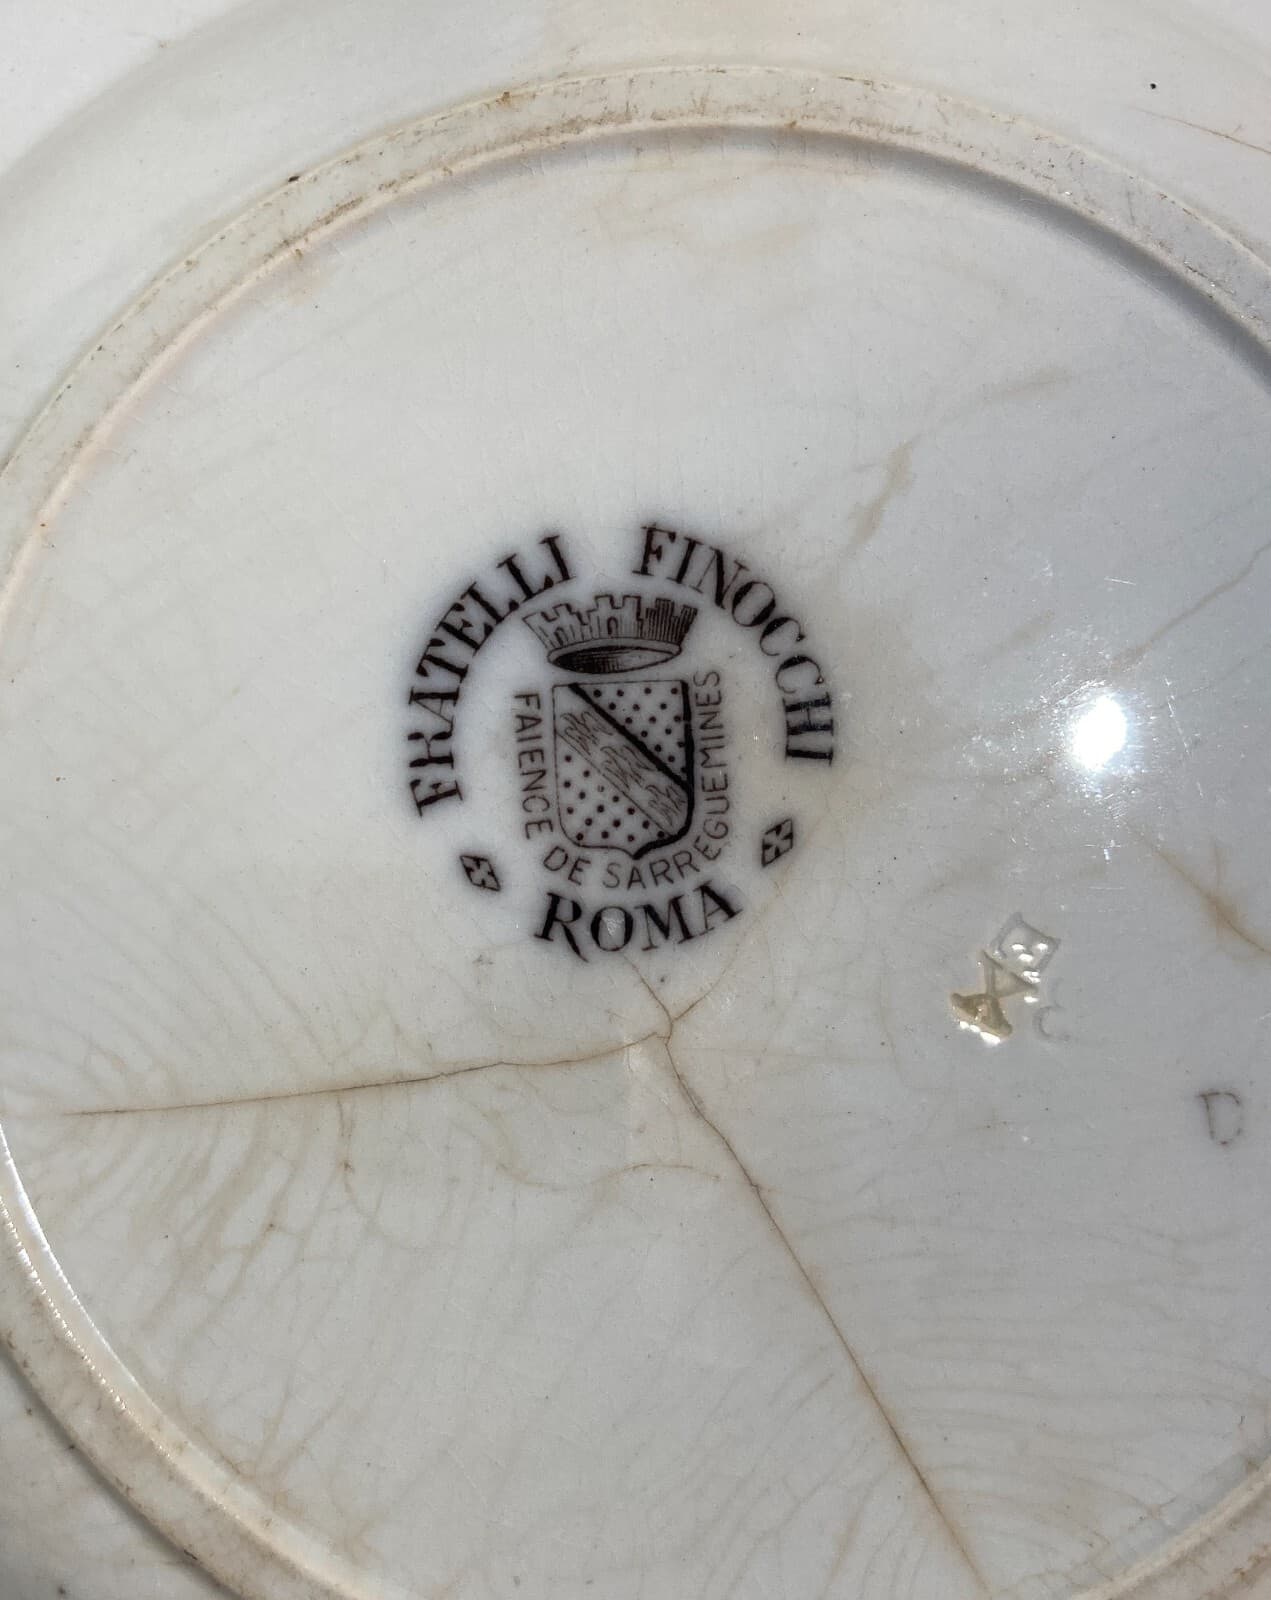 FRATELLI FINOCCHI
FAIENCE DE SARREGUEMINES
ROMA
D